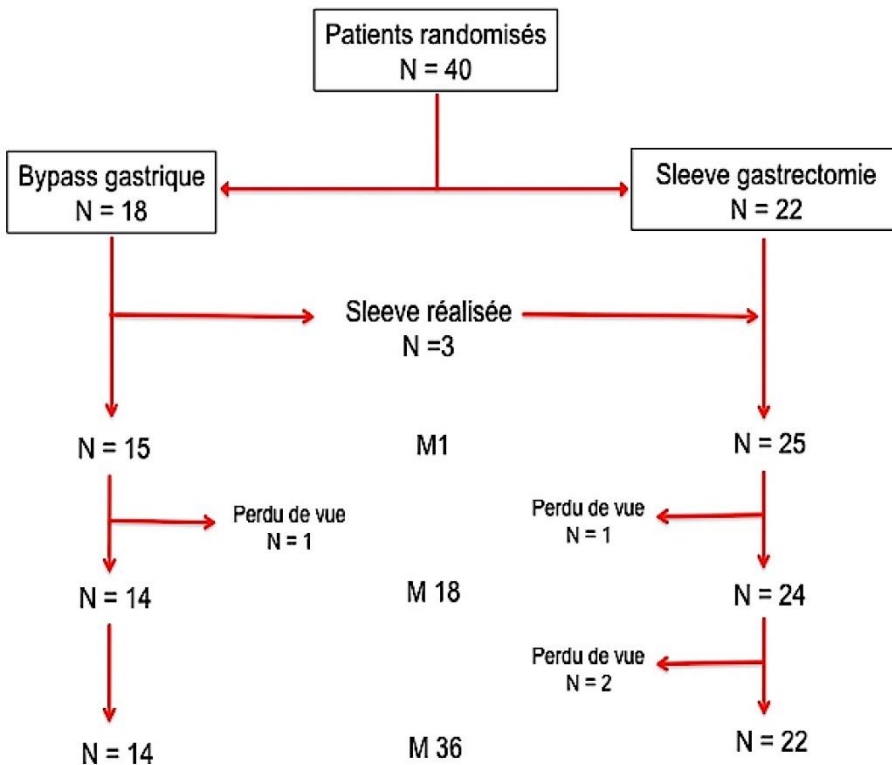 Patients randomisés
N = 40
Bypass gastrique
N = 18
Sleeve gastrectomie
N = 22
Sleeve réalisée
N =3
N = 15
M1
N = 25
Perdu de vue
N = 1
Perdu de vue
N = 1
N = 14
M 18
N = 24
Perdu de vue
N = 2
N = 14
M 36
N = 22